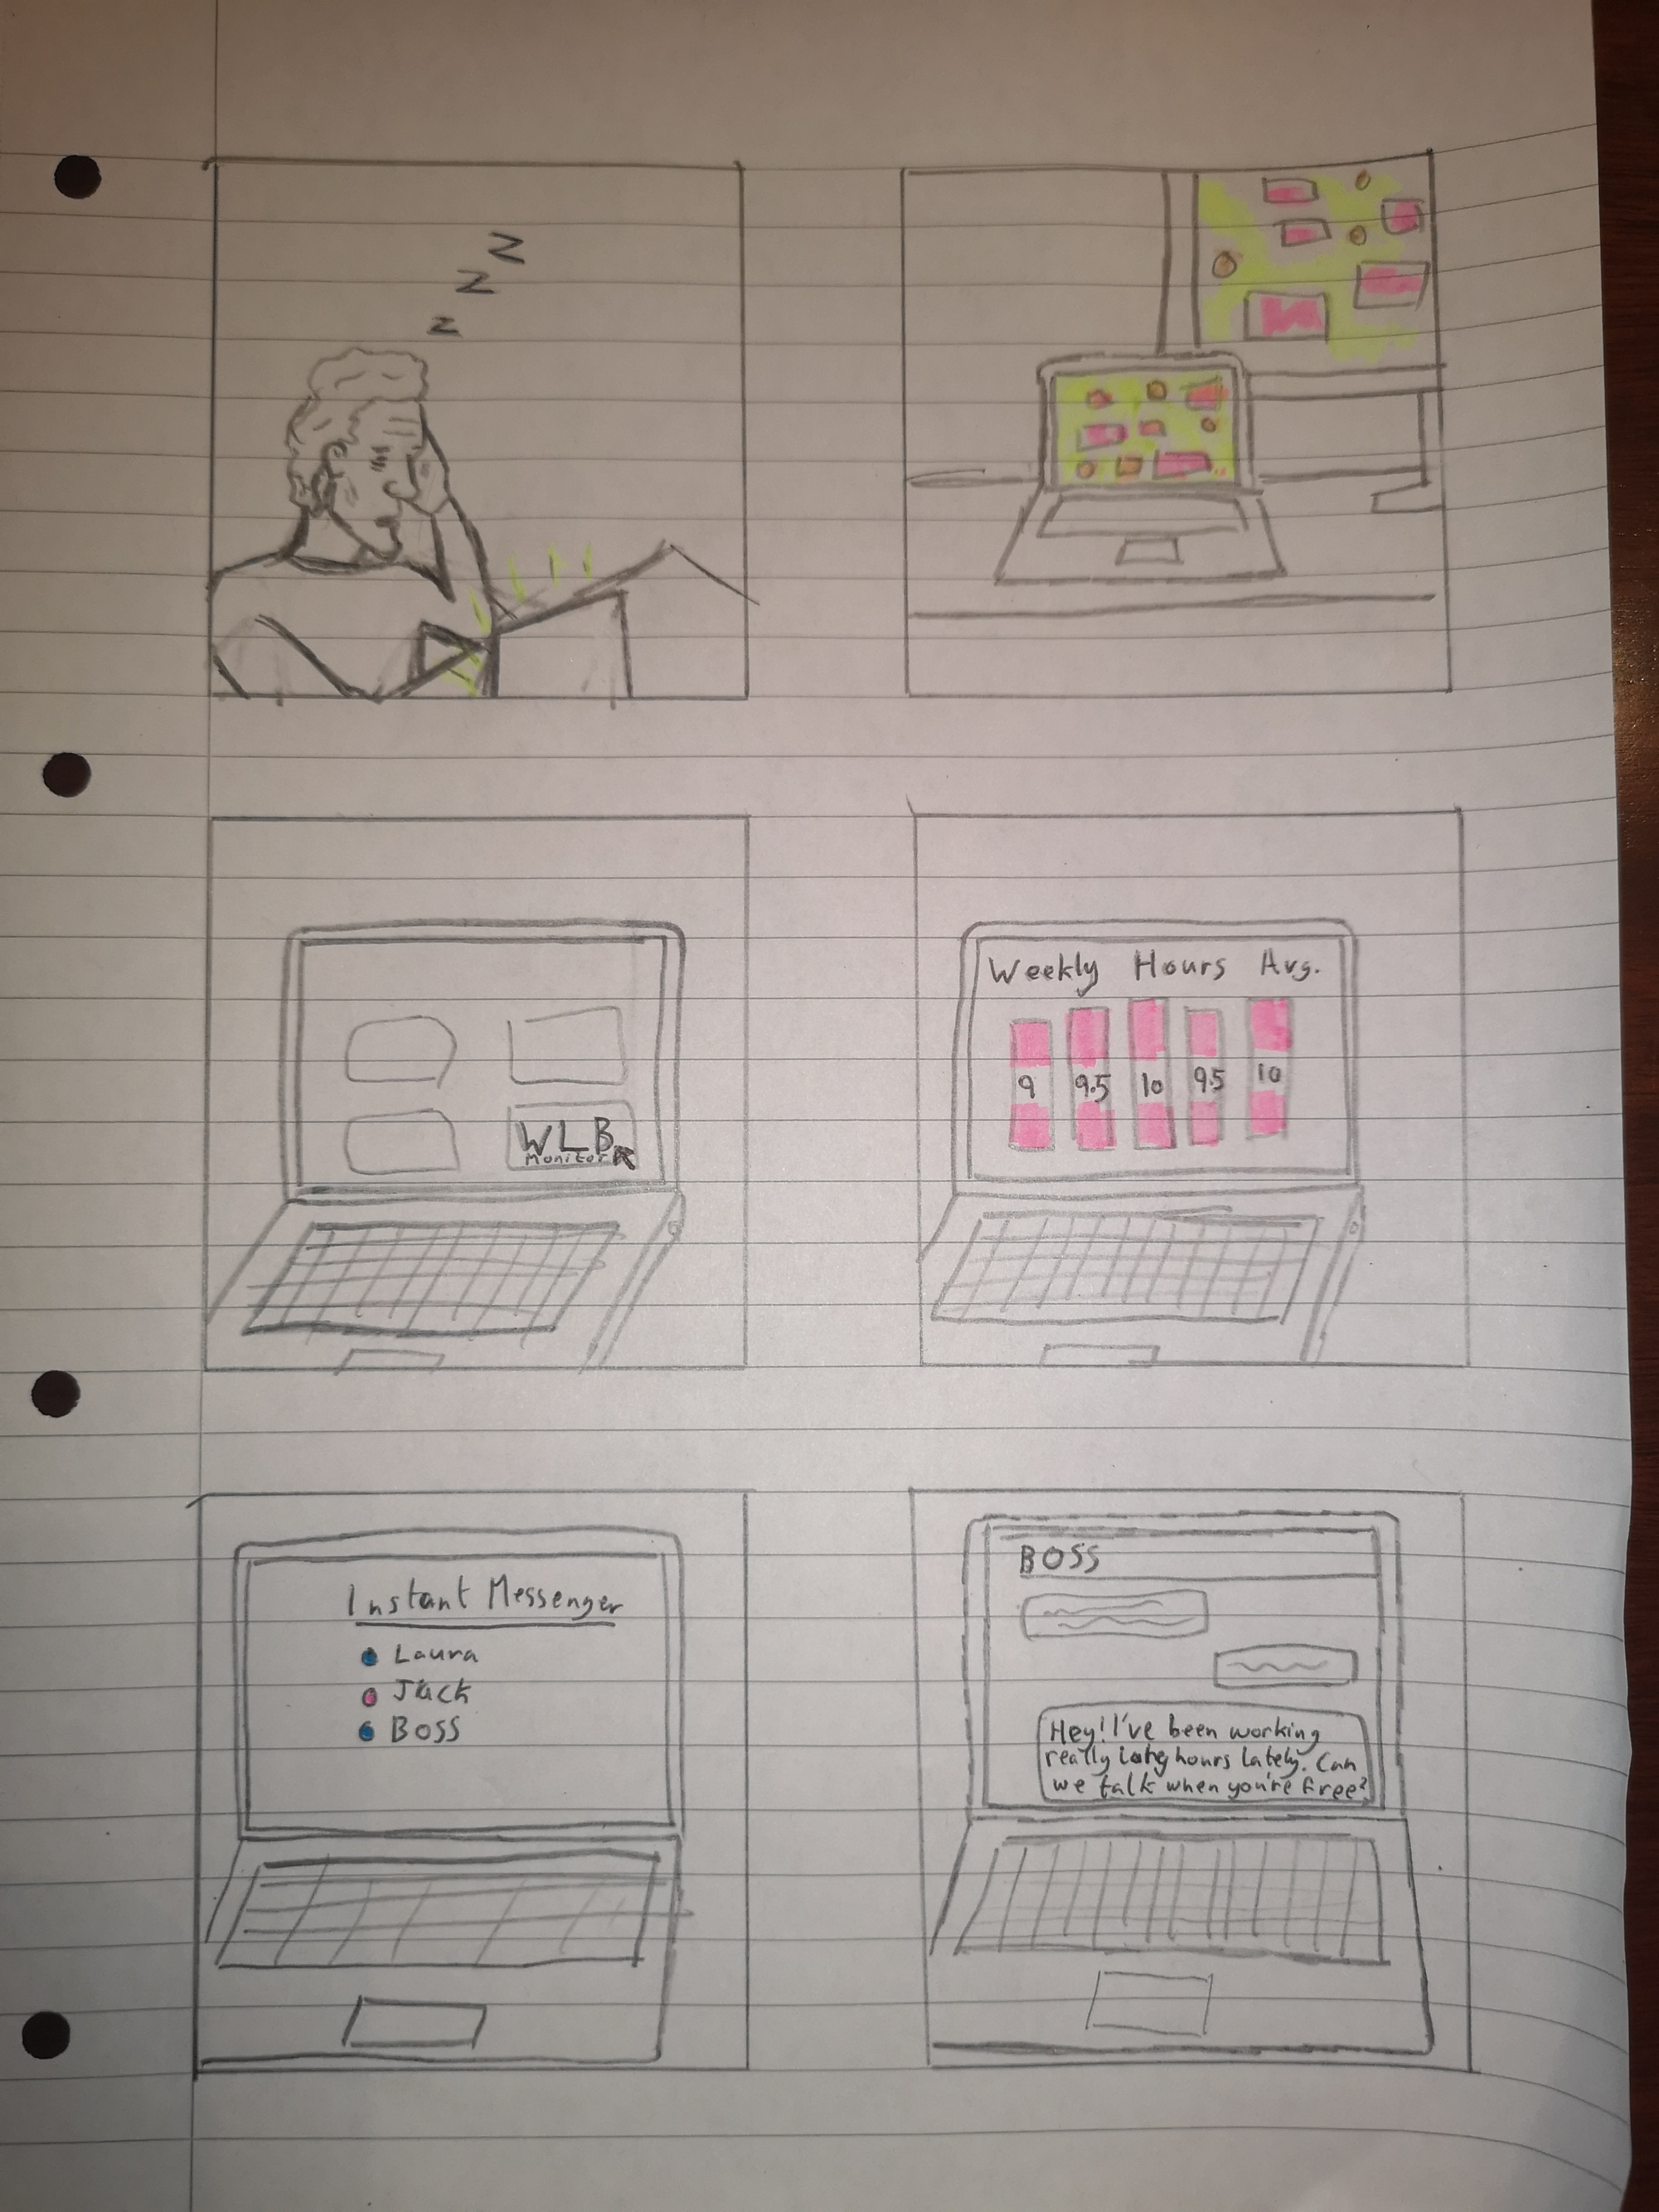 z
z
z
WLB
Monitor
Weekly Hours Avg.
9 9.5 10 9.5 10
Instant Messenger
Laura
Jack
BOSS
BOSS
Hey! I've been working
really hours lately. Can
we talk when you're free?